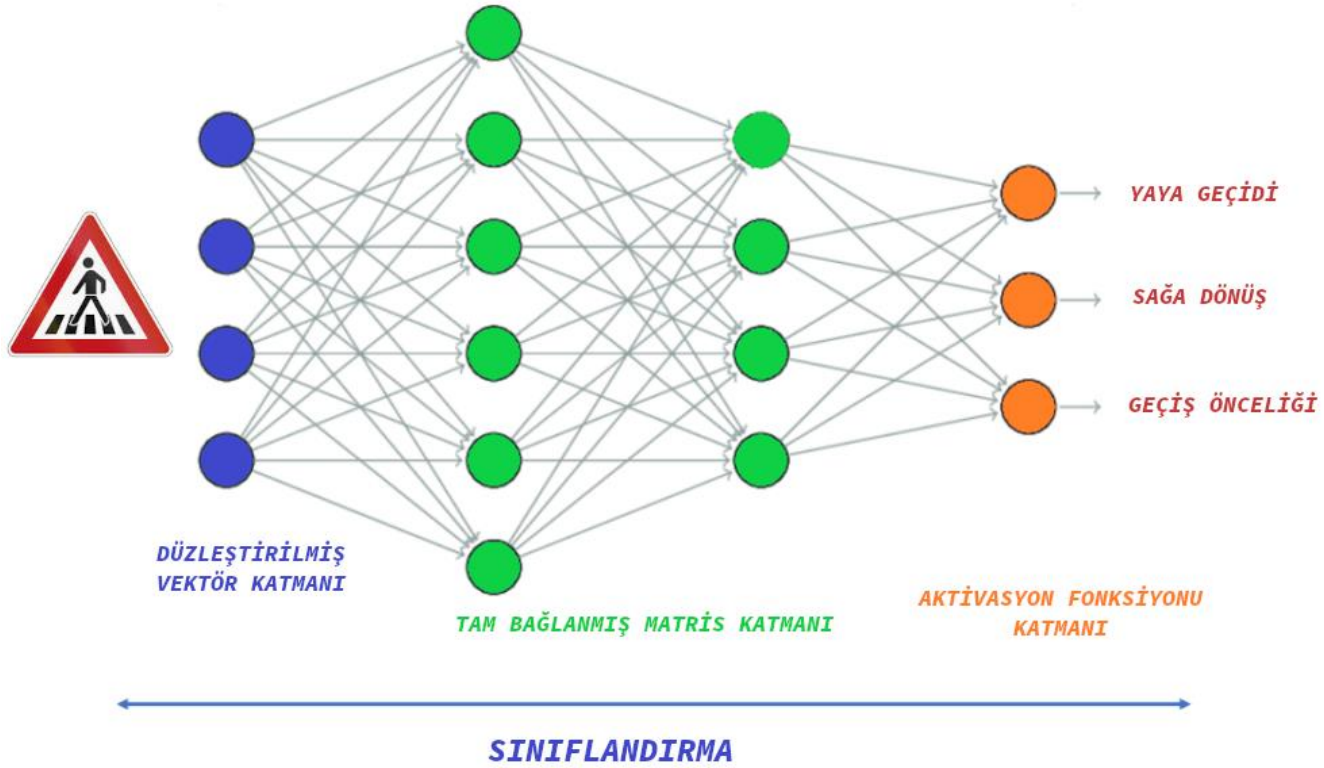 YAYA GEÇİDİ
SAĞA DÖNÜŞ
GEÇİŞ ÖNCELİĞİ
DÜZLEŞTİRİLMİŞ
VEKTÖR KATMANI
TAM BAĞLANMIŞ MATRİS KATMANI
AKTİVASYON FONKSİYONU
KATMANI
SINIFLANDIRMA